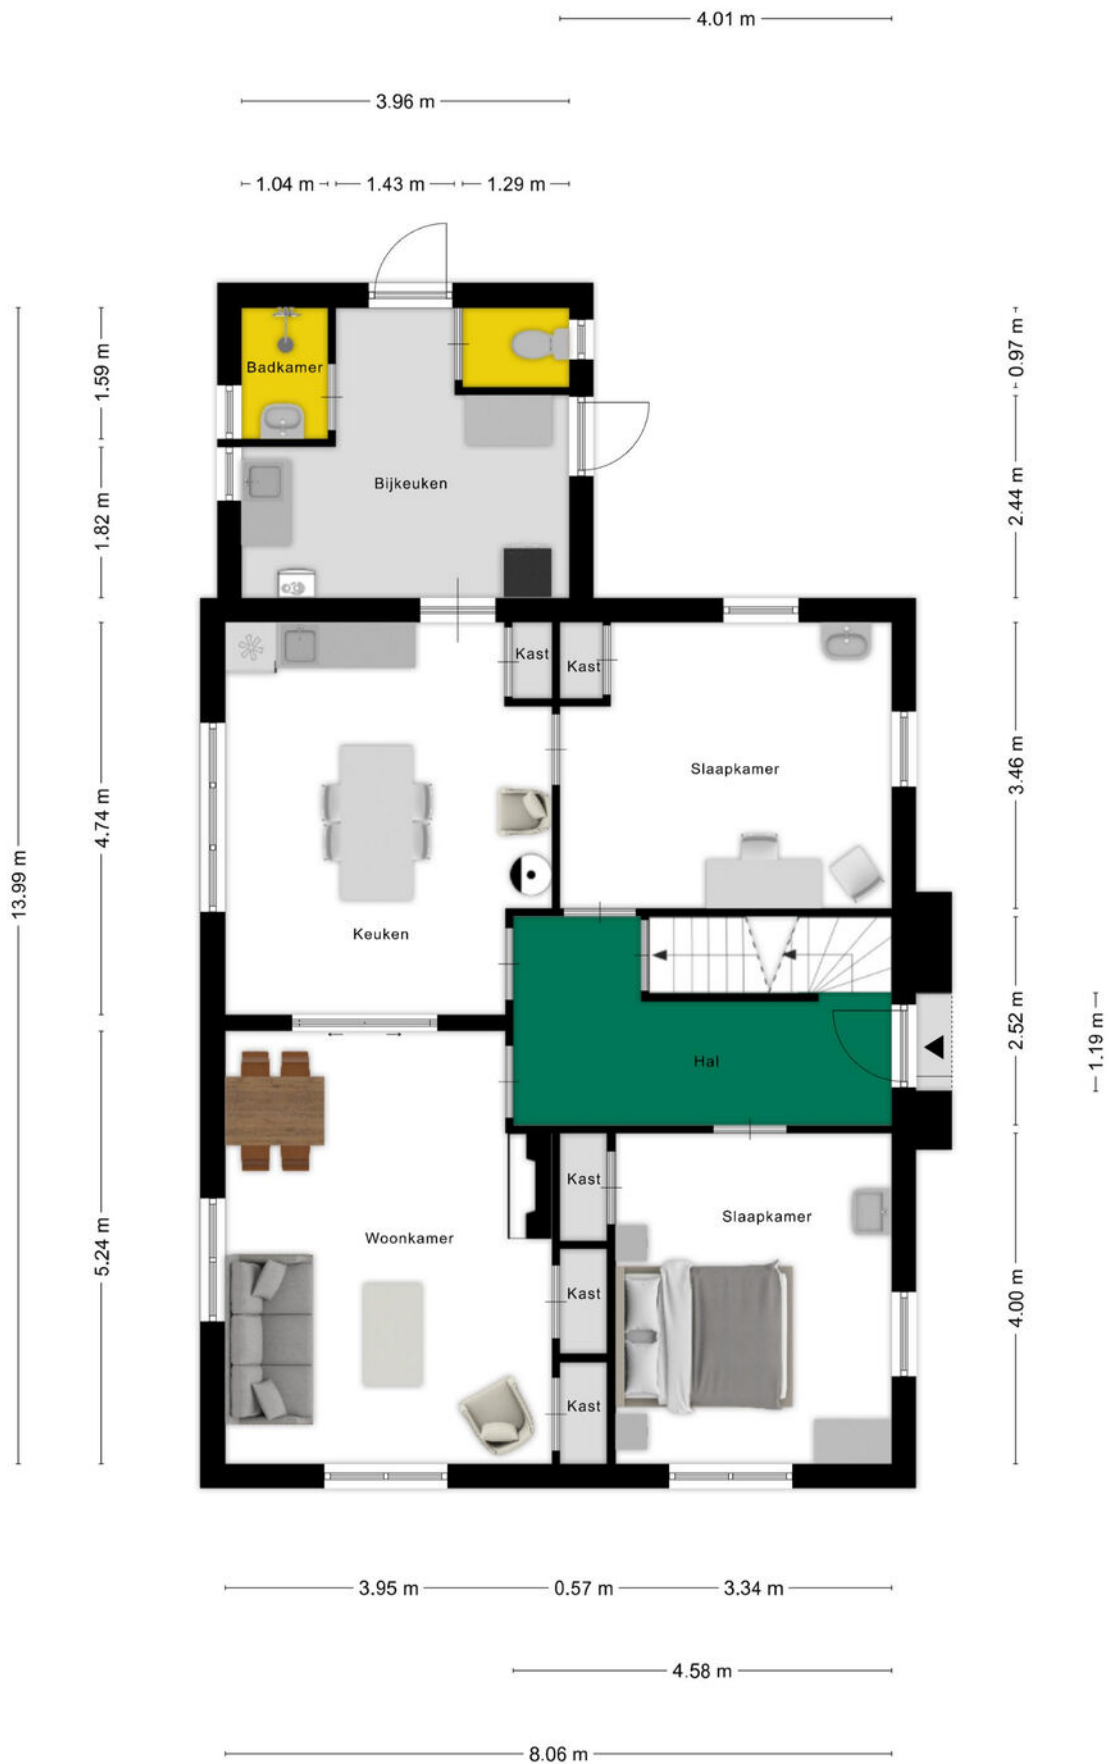 4.01 m
3.96 m
1.04 m
1.43 m
1.29 m
13.99 m
1.59 m
1.82 m
4.74 m
5.24 m
0.97 m
2.44 m
3.46 m
2.52 m
1.19 m
4.00 m
Badkamer
Bijkeuken
Kast
Kast
Slaapkamer
Keuken
Hal
Kast
Slaapkamer
Woonkamer
Kast
Kast
3.95 m
0.57 m
3.34 m
4.58 m
8.06 m